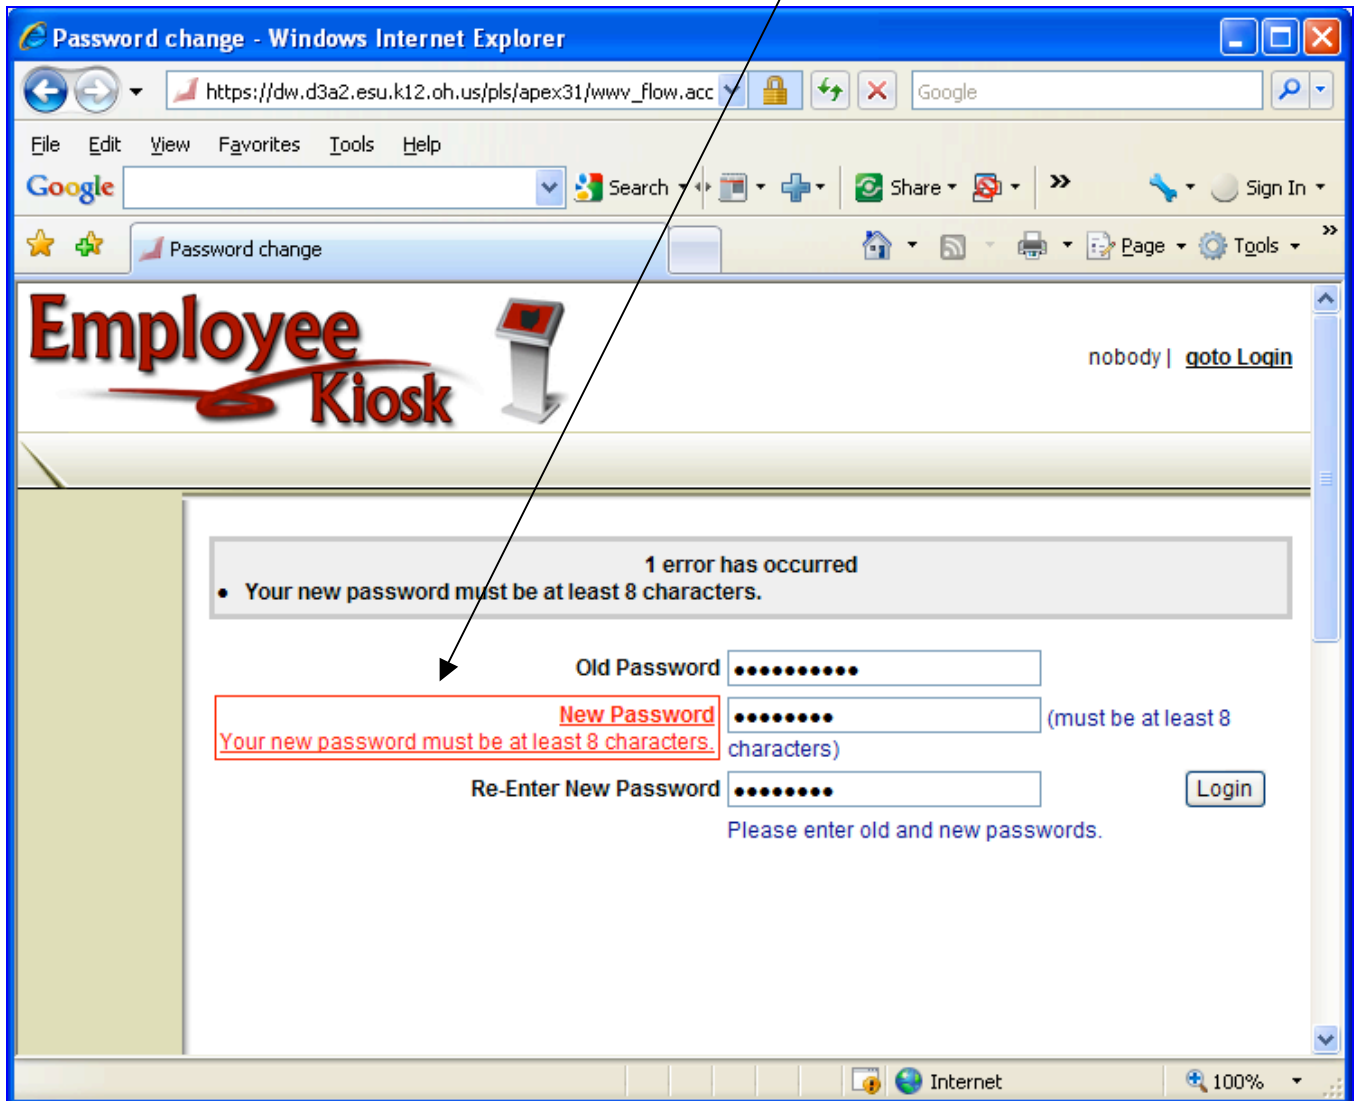 Password change - Windows Internet Explorer
https://dw.d3a2.esu.k12.oh.us/pls/apex31/wwv_flow.acc
Google
File Edit View Favorites Tools Help
Google Search Share » Sign In
Password change Page Tools »
Employee
Kiosk
nobody | goto Login
1 error has occurred
• Your new password must be at least 8 characters.
Old Password ••••••••••
New Password •••••••• (must be at least 8
Your new password must be at least 8 characters. characters)
Re-Enter New Password •••••••• Login
Please enter old and new passwords.
Internet 100%